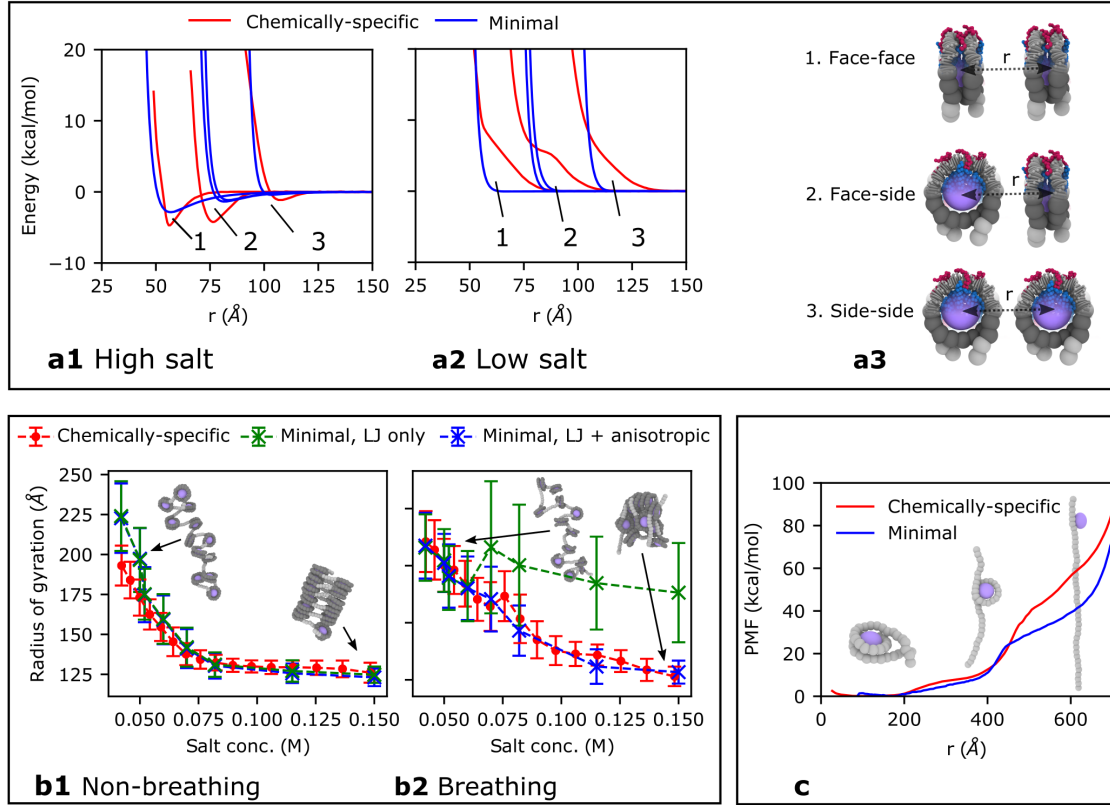 Chemically-specific Minimal
20
10
0
−10
Energy (kcal/mol)
25 50 75 100 125 150
r (Å)
1 2 3
a1 High salt
25 50 75 100 125 150
r (Å)
1 2 3
a2 Low salt
1. Face-face
r
2. Face-side
r
3. Side-side
r
a3
Chemically-specific Minimal, LJ only Minimal, LJ + anisotropic
250
225
200
175
150
125
Radius of gyration (Å)
0.050 0.075 0.100 0.125 0.150
Salt conc. (M)
b1 Non-breathing
0.050 0.075 0.100 0.125 0.150
Salt conc. (M)
b2 Breathing
Chemically-specific
Minimal
100
80
60
40
20
0
PMF (kcal/mol)
0 200 400 600
r (Å)
c